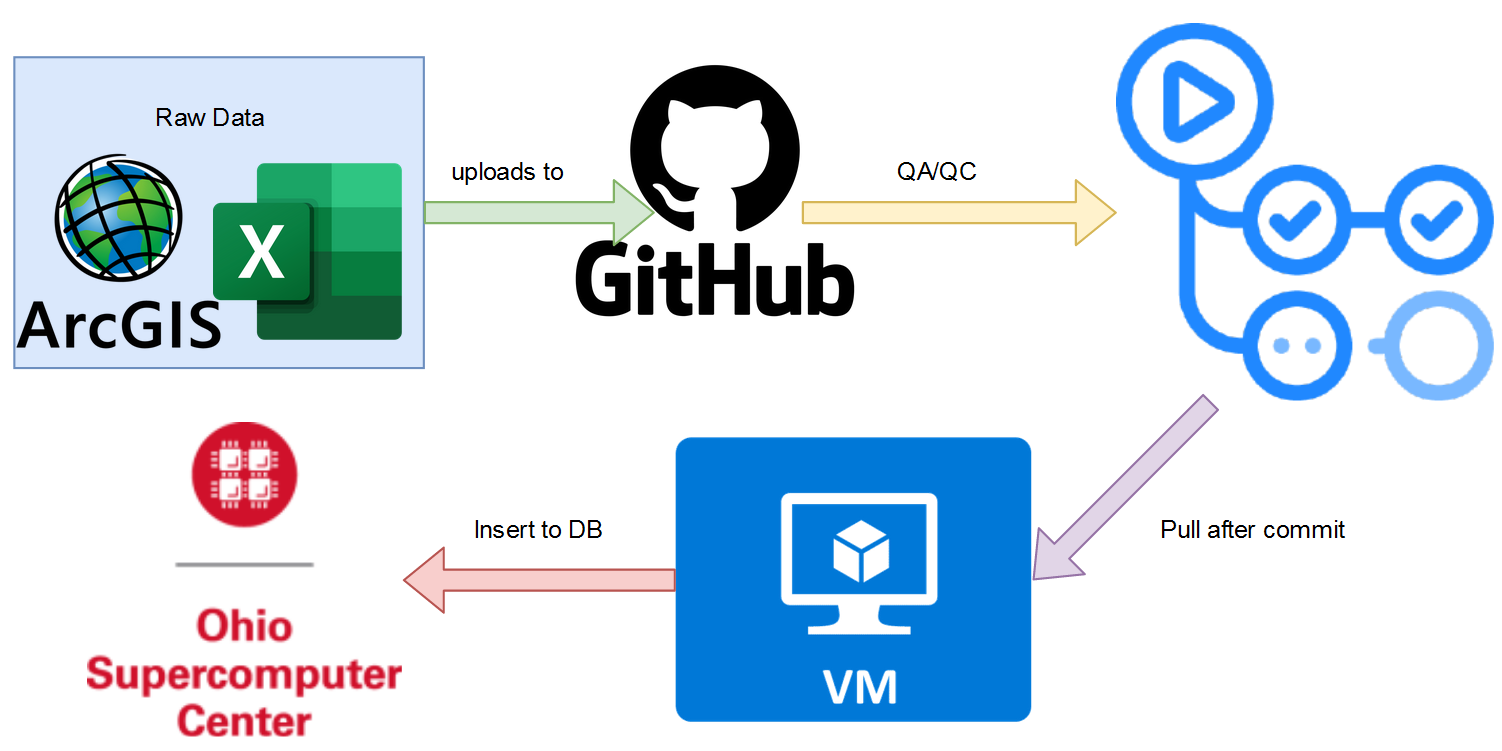 Raw Data
ArcGIS
X
uploads to
GitHub
QA/QC
Pull after commit
VM
Insert to DB
Ohio
Supercomputer
Center